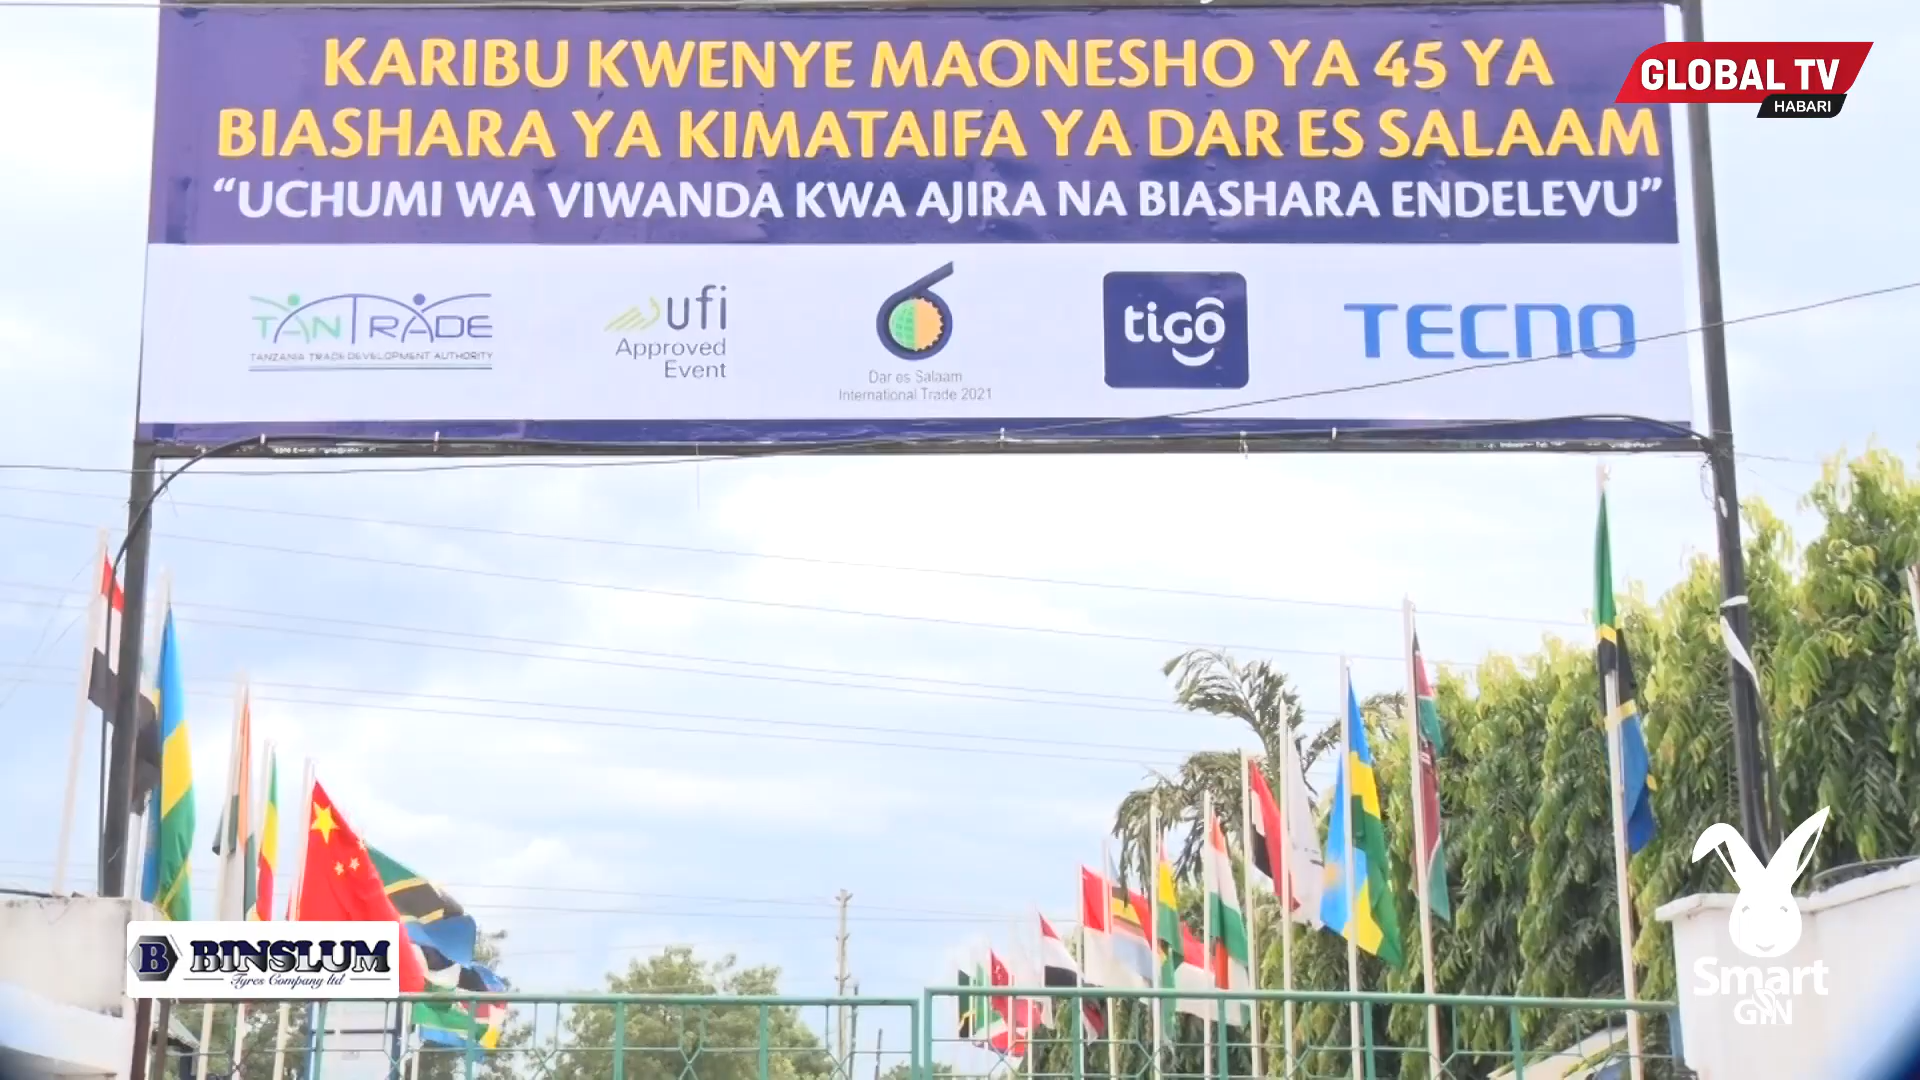 KARIBU KWENYE MAONESHO YA 45 YA
BIASHARA YA KIMATAIFA YA DAR ES SALAAM
“UCHUMI WA VIWANDA KWA AJIRA NA BIASHARA ENDELEVU”
TANTRADE
TANZANIA TRADE DEVELOPMENT AUTHORITY
ufi
Approved
Event
Dar es Salaam
International Trade 2021
tiGO
TECNO
GLOBAL TV
HABARI
B BINSLUM
Tyres Company ltd
Smart
GIN